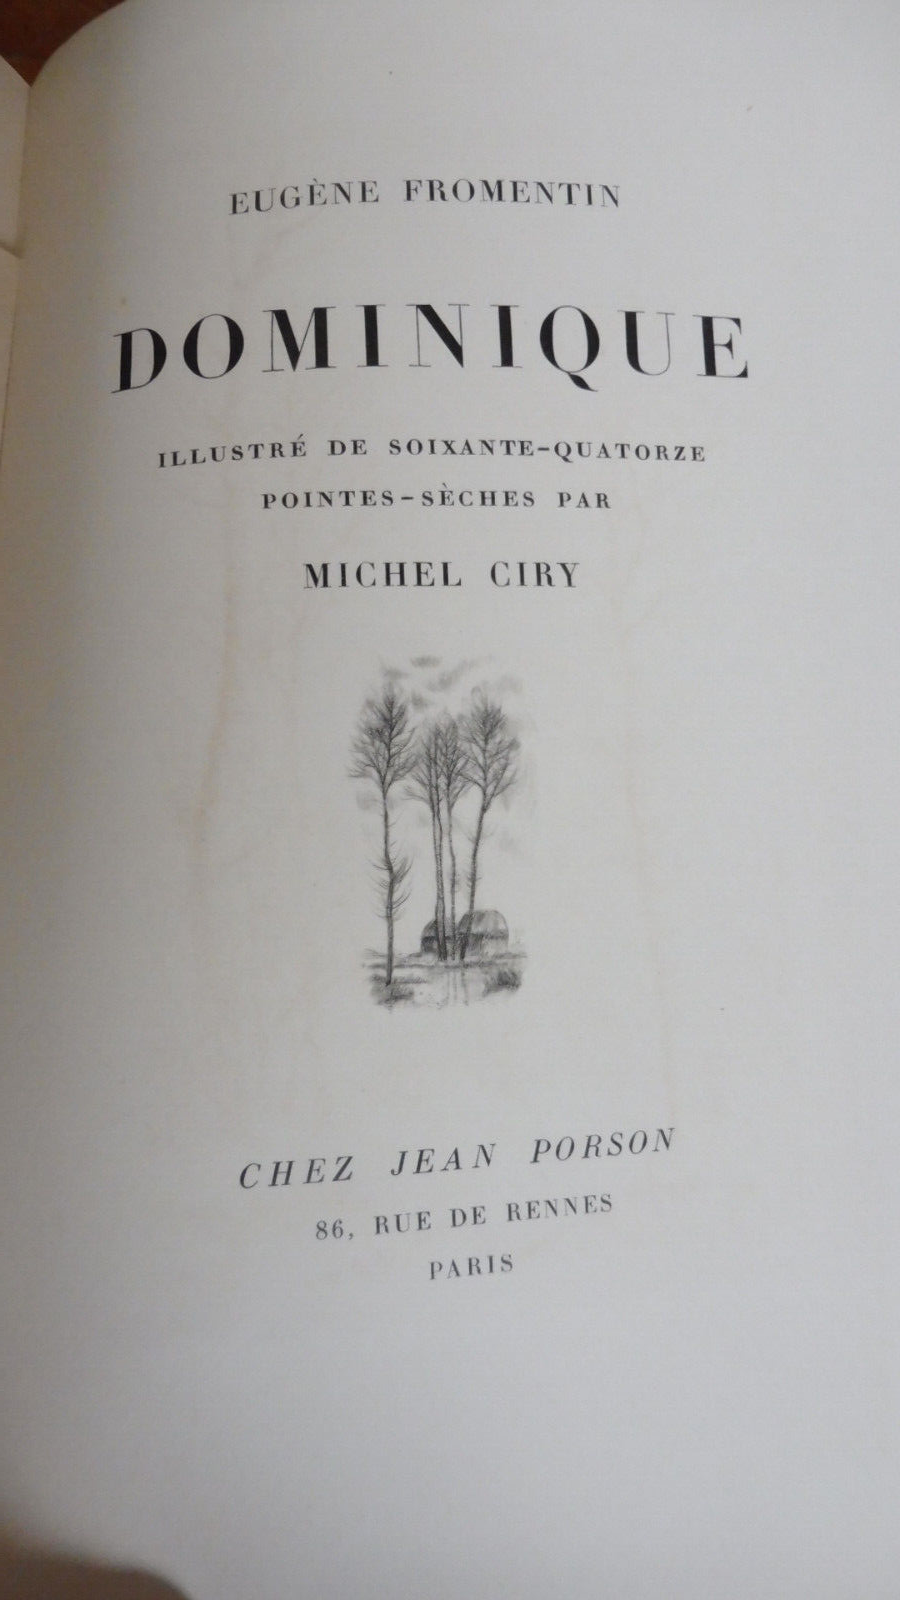 EUGÈNE FROMENTIN
DOMINIQUE
ILLUSTRÉ DE SOIXANTE-QUATORZE
POINTES-SÈCHES PAR
MICHEL CIRY
CHEZ JEAN PORSON
86, RUE DE RENNES
PARIS